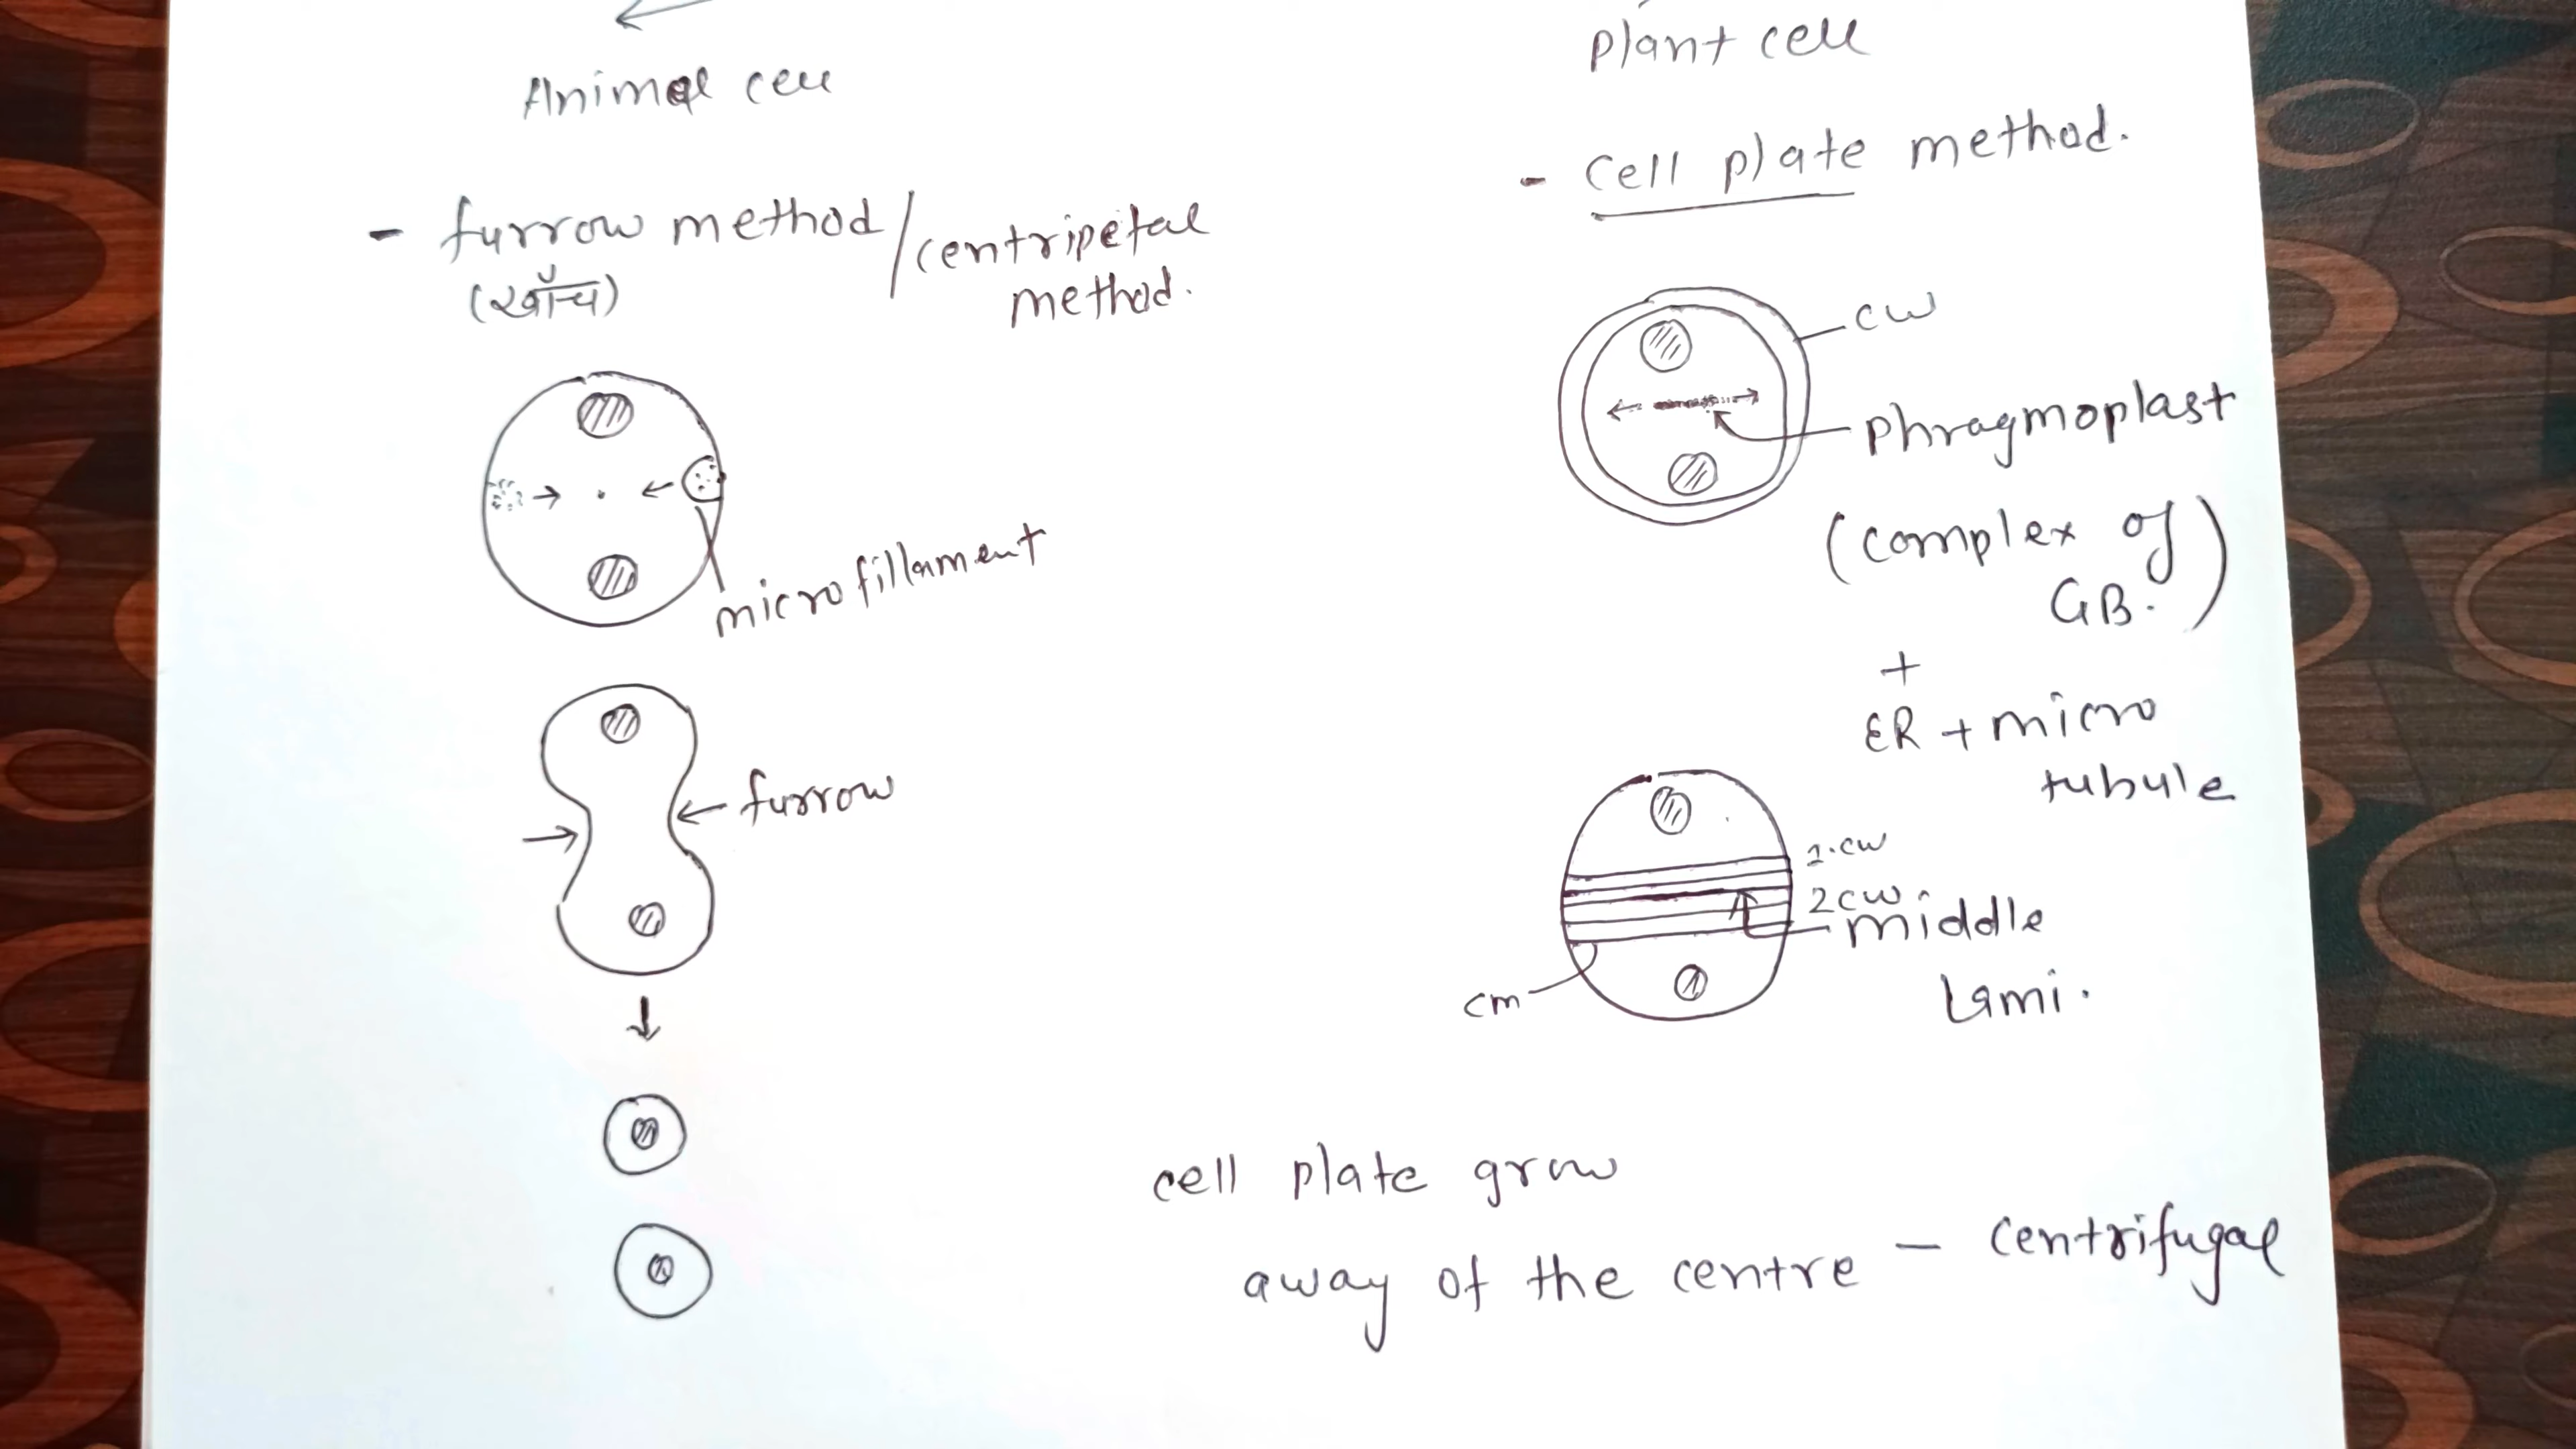 Animal cell
- furrow method/centripetal
(खाँच)
method.
microfillament
furrow
Plant cell
- Cell plate method.
cw
Phragmoplast
(complex of
GB.)
+
ER + micro
tubule
1.cw
2cw
middle
Lami.
cm
cell plate grow
away of the centre - centrifugal